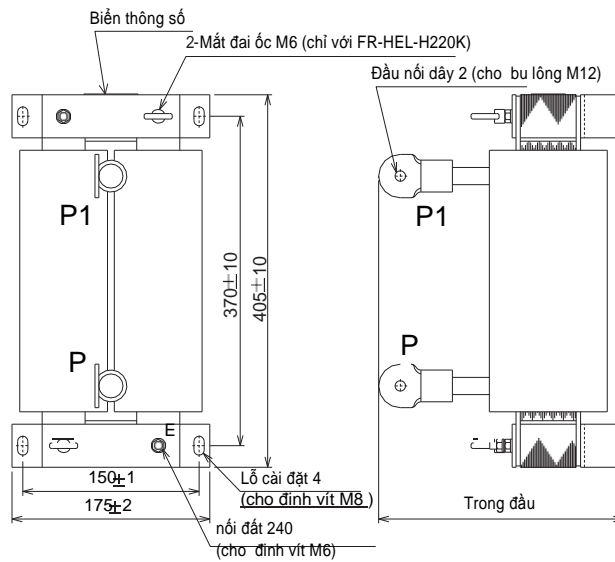 Biển thông số
2-Mắt đai ốc M6 (chỉ với FR-HEL-H220K)
Đầu nối dây 2 (cho bu lông M12)
P1
P1
370±10
405±10
P
P
E
150±1
175±2
Lỗ cài đặt 4
(cho đinh vít M8)
nối đất 240
(cho đinh vít M6)
Trong đầu